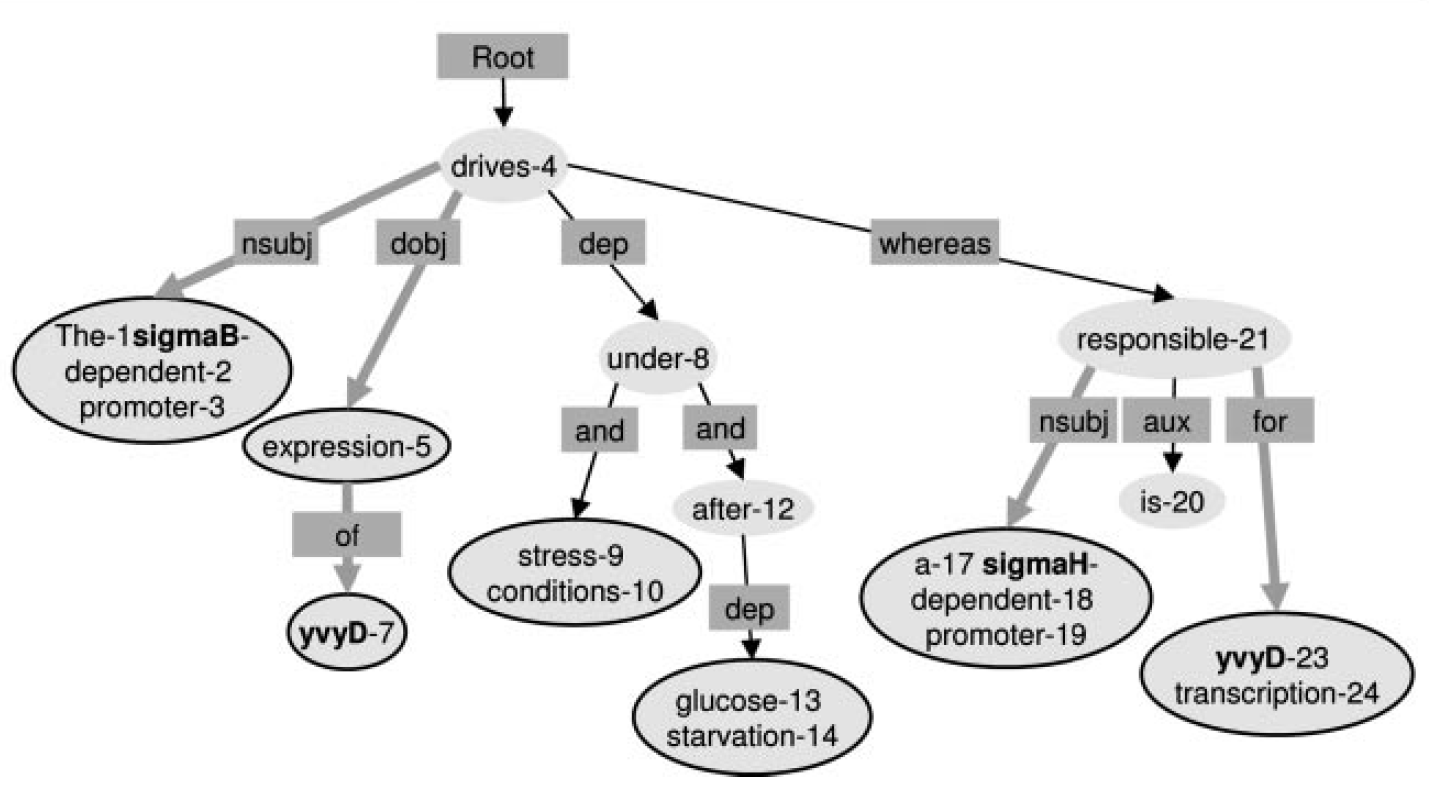 Root
drives-4
nsubj
dobj
dep
whereas
The-1sigmaB-
dependent-2
promoter-3
expression-5
of
yvyD-7
under-8
and
and
stress-9
conditions-10
after-12
dep
glucose-13
starvation-14
responsible-21
nsubj
aux
for
is-20
a-17 sigmaH-
dependent-18
promoter-19
yvyD-23
transcription-24